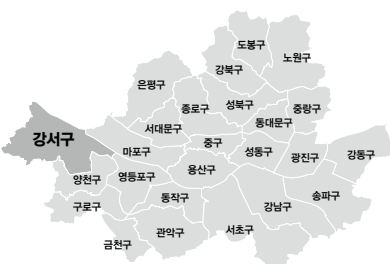 도봉구
노원구
강북구
은평구
성북구
종로구
중랑구
서대문구
동대문구
강서구
중구
마포구
성동구
강동구
광진구
용산구
양천구
영등포구
송파구
동작구
구로구
강남구
관악구
서초구
금천구